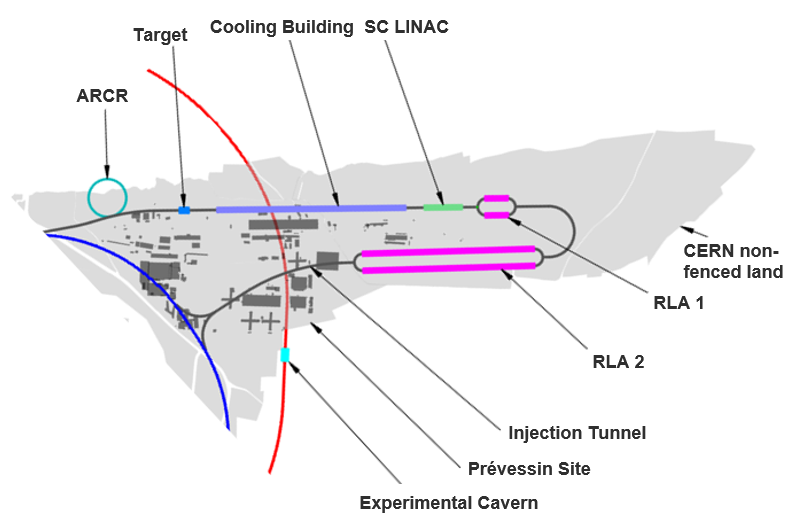 Target
Cooling Building
SC LINAC
ARCR
CERN non-
fenced land
RLA 1
RLA 2
Injection Tunnel
Prévessin Site
Experimental Cavern